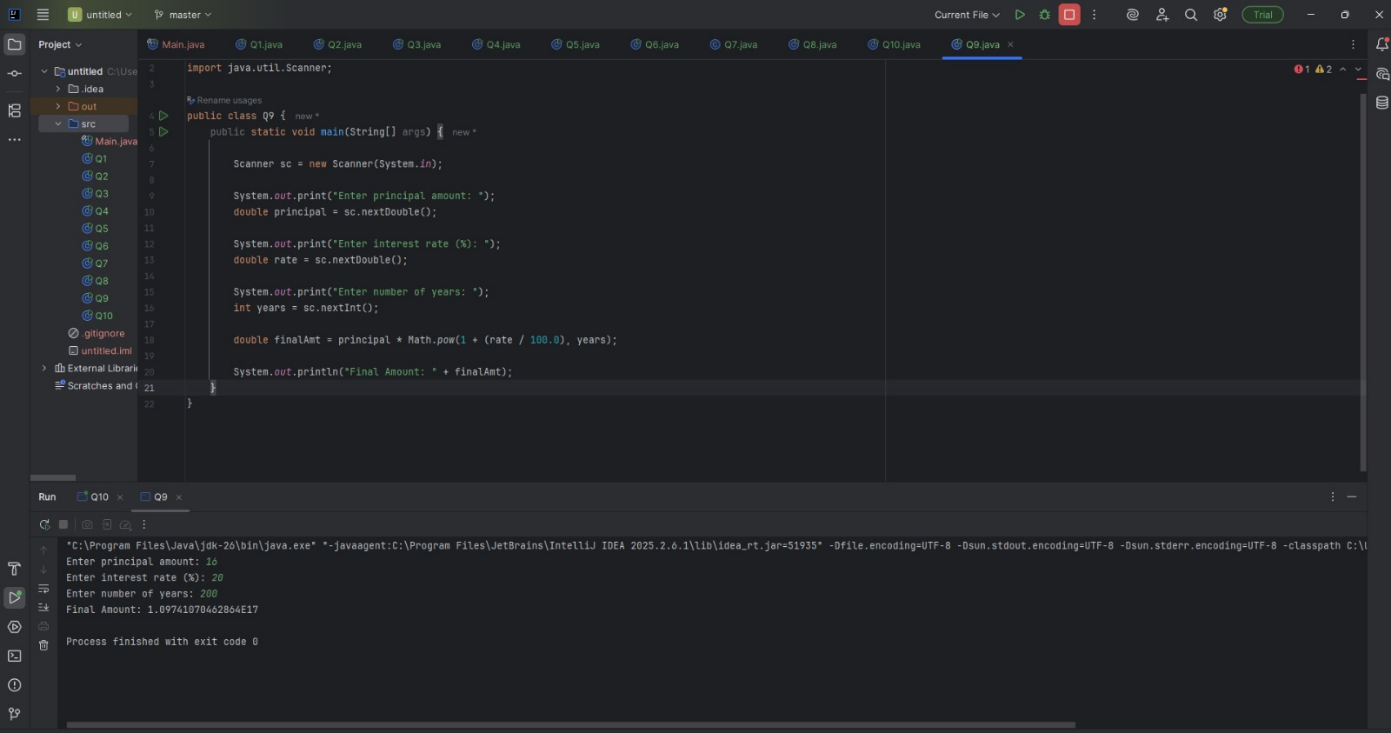 untitled
master
Current File
Trial
Project
Main.java
Q1.java
Q2.java
Q3.java
Q4.java
Q5.java
Q6.java
Q7.java
Q8.java
Q10.java
Q9.java
untitled C:\Use
.idea
out
src
Main.java
Q1
Q2
Q3
Q4
Q5
Q6
Q7
Q8
Q9
Q10
.gitignore
untitled.iml
External Librari
Scratches and
1 2
2 import java.util.Scanner;
3
Rename usages
4 public class Q9 { new *
5 public static void main(String[] args) { new *
6
7 Scanner sc = new Scanner(System.in);
8
9 System.out.print("Enter principal amount: ");
10 double principal = sc.nextDouble();
11
12 System.out.print("Enter interest rate (%): ");
13 double rate = sc.nextDouble();
14
15 System.out.print("Enter number of years: ");
16 int years = sc.nextInt();
17
18 double finalAmt = principal * Math.pow(1 + (rate / 100.0), years);
19
20 System.out.println("Final Amount: " + finalAmt);
21 }
22 }
Run Q10 Q9
"C:\Program Files\Java\jdk-26\bin\java.exe" "-javaagent:C:\Program Files\JetBrains\IntelliJ IDEA 2025.2.6.1\lib\idea_rt.jar=51935" -Dfile.encoding=UTF-8 -Dsun.stdout.encoding=UTF-8 -Dsun.stderr.encoding=UTF-8 -classpath C:\
Enter principal amount: 16
Enter interest rate (%): 20
Enter number of years: 200
Final Amount: 1.09741070462864E17
Process finished with exit code 0